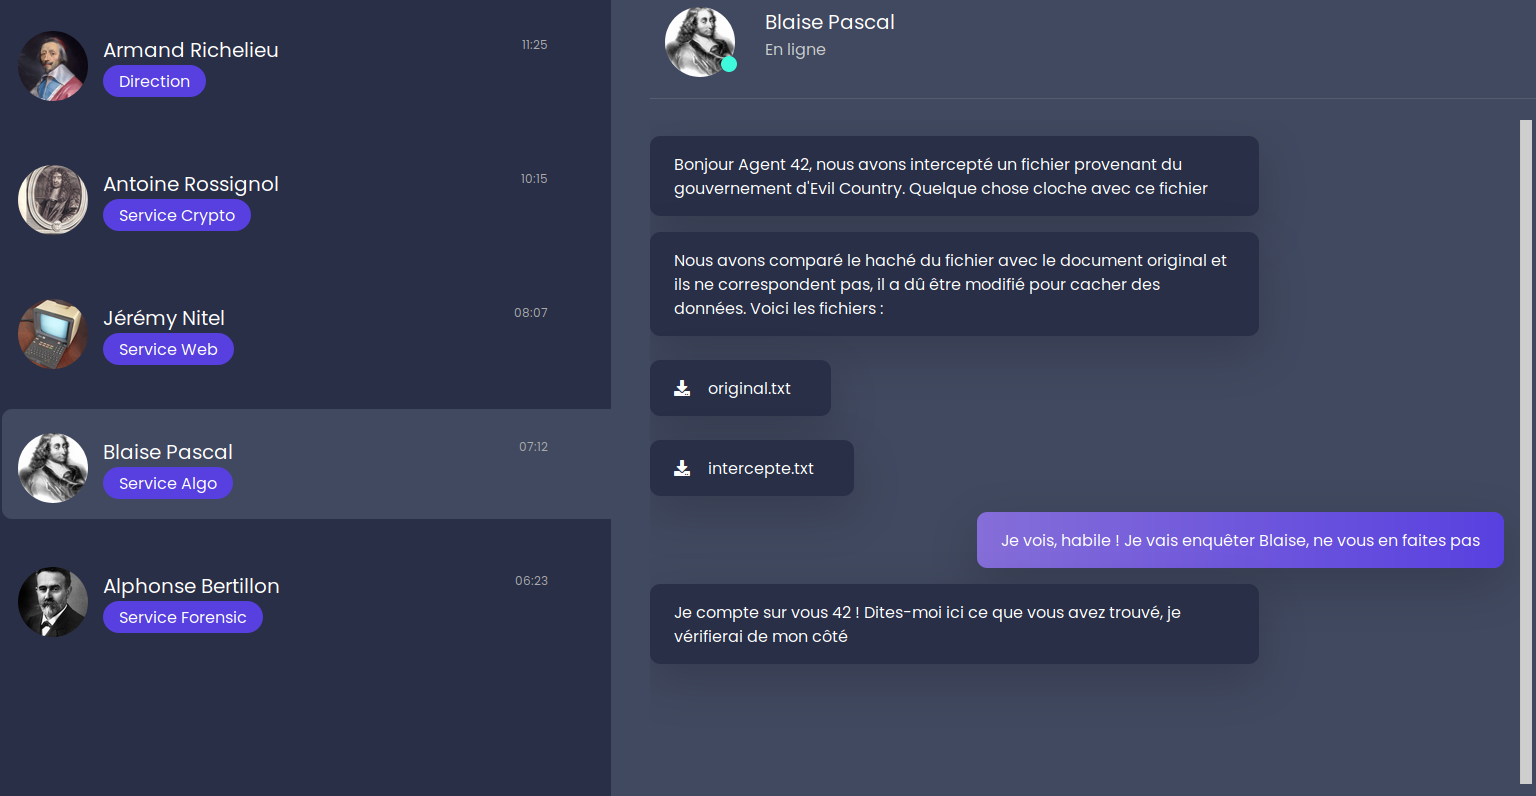 Armand Richelieu
11:25
Direction
Antoine Rossignol
10:15
Service Crypto
Jérémy Nitel
08:07
Service Web
Blaise Pascal
07:12
Service Algo
Alphonse Bertillon
06:23
Service Forensic
Blaise Pascal
En ligne
Bonjour Agent 42, nous avons intercepté un fichier provenant du
gouvernement d'Evil Country. Quelque chose cloche avec ce fichier
Nous avons comparé le haché du fichier avec le document original et
ils ne correspondent pas, il a dû être modifié pour cacher des
données. Voici les fichiers :
original.txt
intercepte.txt
Je vois, habile ! Je vais enquêter Blaise, ne vous en faites pas
Je compte sur vous 42 ! Dites-moi ici ce que vous avez trouvé, je
vérifierai de mon côté